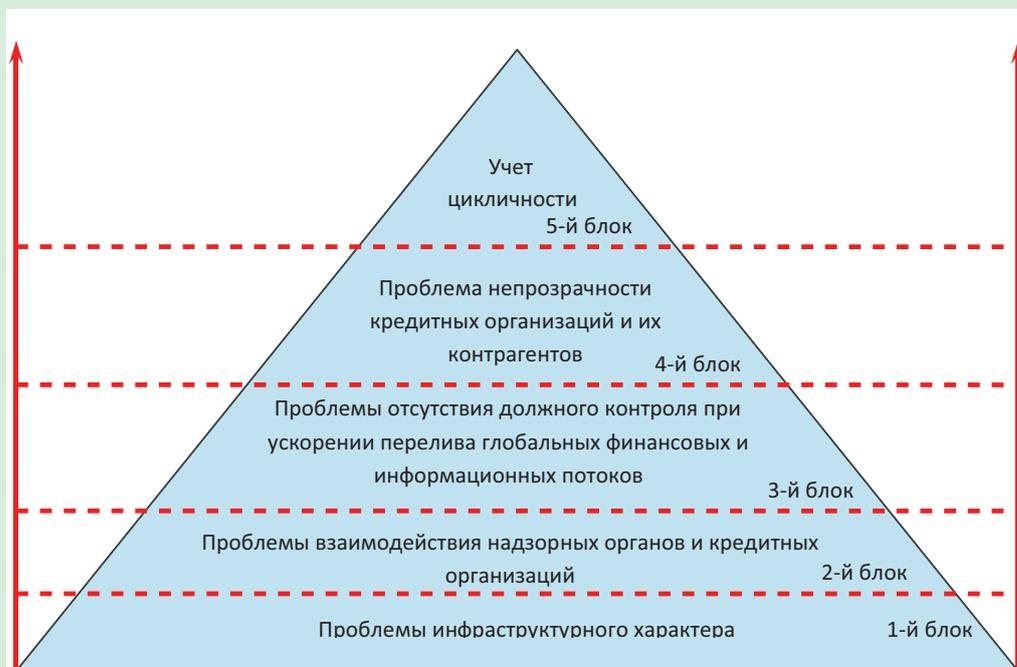 Учет
цикличности
5-й блок
Проблема непрозрачности
кредитных организаций и их
контрагентов
4-й блок
Проблемы отсутствия должного контроля при
ускорении перелива глобальных финансовых и
информационных потоков
3-й блок
Проблемы взаимодействия надзорных органов и кредитных
организаций
2-й блок
Проблемы инфраструктурного характера
1-й блок